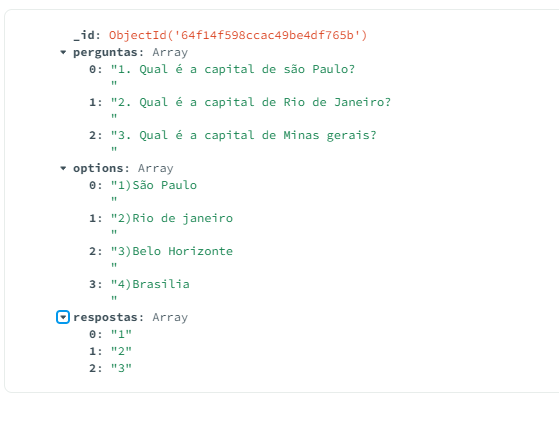 _id: ObjectId('64f14f598ccac49be4df765b')
perguntas: Array
0: "1. Qual é a capital de são Paulo?
"
1: "2. Qual é a capital de Rio de Janeiro?
"
2: "3. Qual é a capital de Minas gerais?
"
options: Array
0: "1)São Paulo
"
1: "2)Rio de janeiro
"
2: "3)Belo Horizonte
"
3: "4)Brasilia
"
respostas: Array
0: "1"
1: "2"
2: "3"